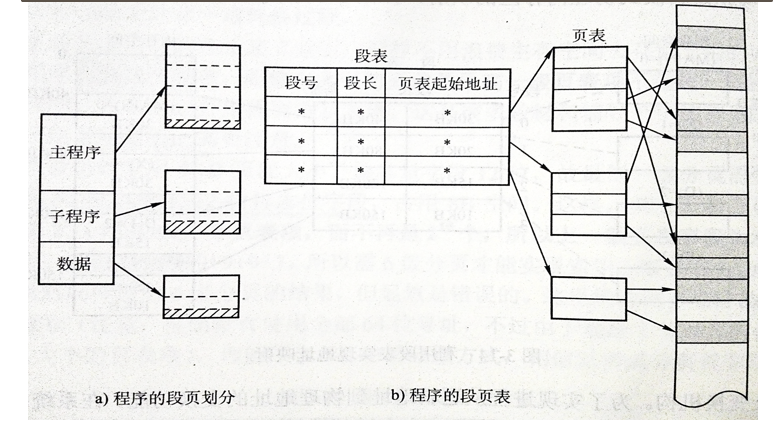 主程序
子程序
数据
段表
段号 段长 页表起始地址
* * *
* * *
* * *
页表
a) 程序的段页划分
b) 程序的段页表